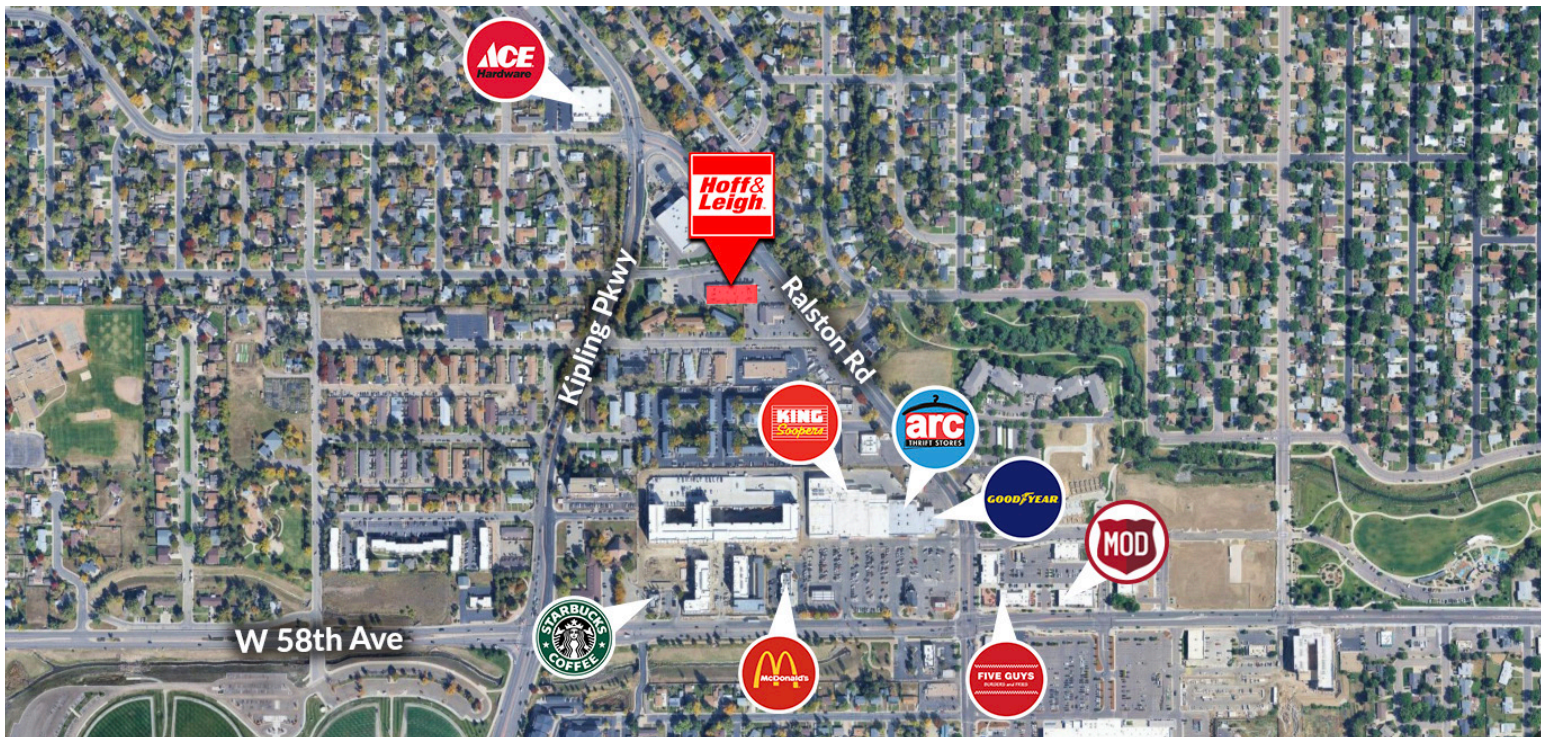 ACE
Hardware
Hoff&
Leigh
Kipling Pkwy
Ralston Rd
KING
Soopers
arc
THRIFT STORES
GOODYEAR
MOD
STARBUCKS
COFFEE
W 58th Ave
McDonald's
FIVE GUYS
BURGERS and FRIES